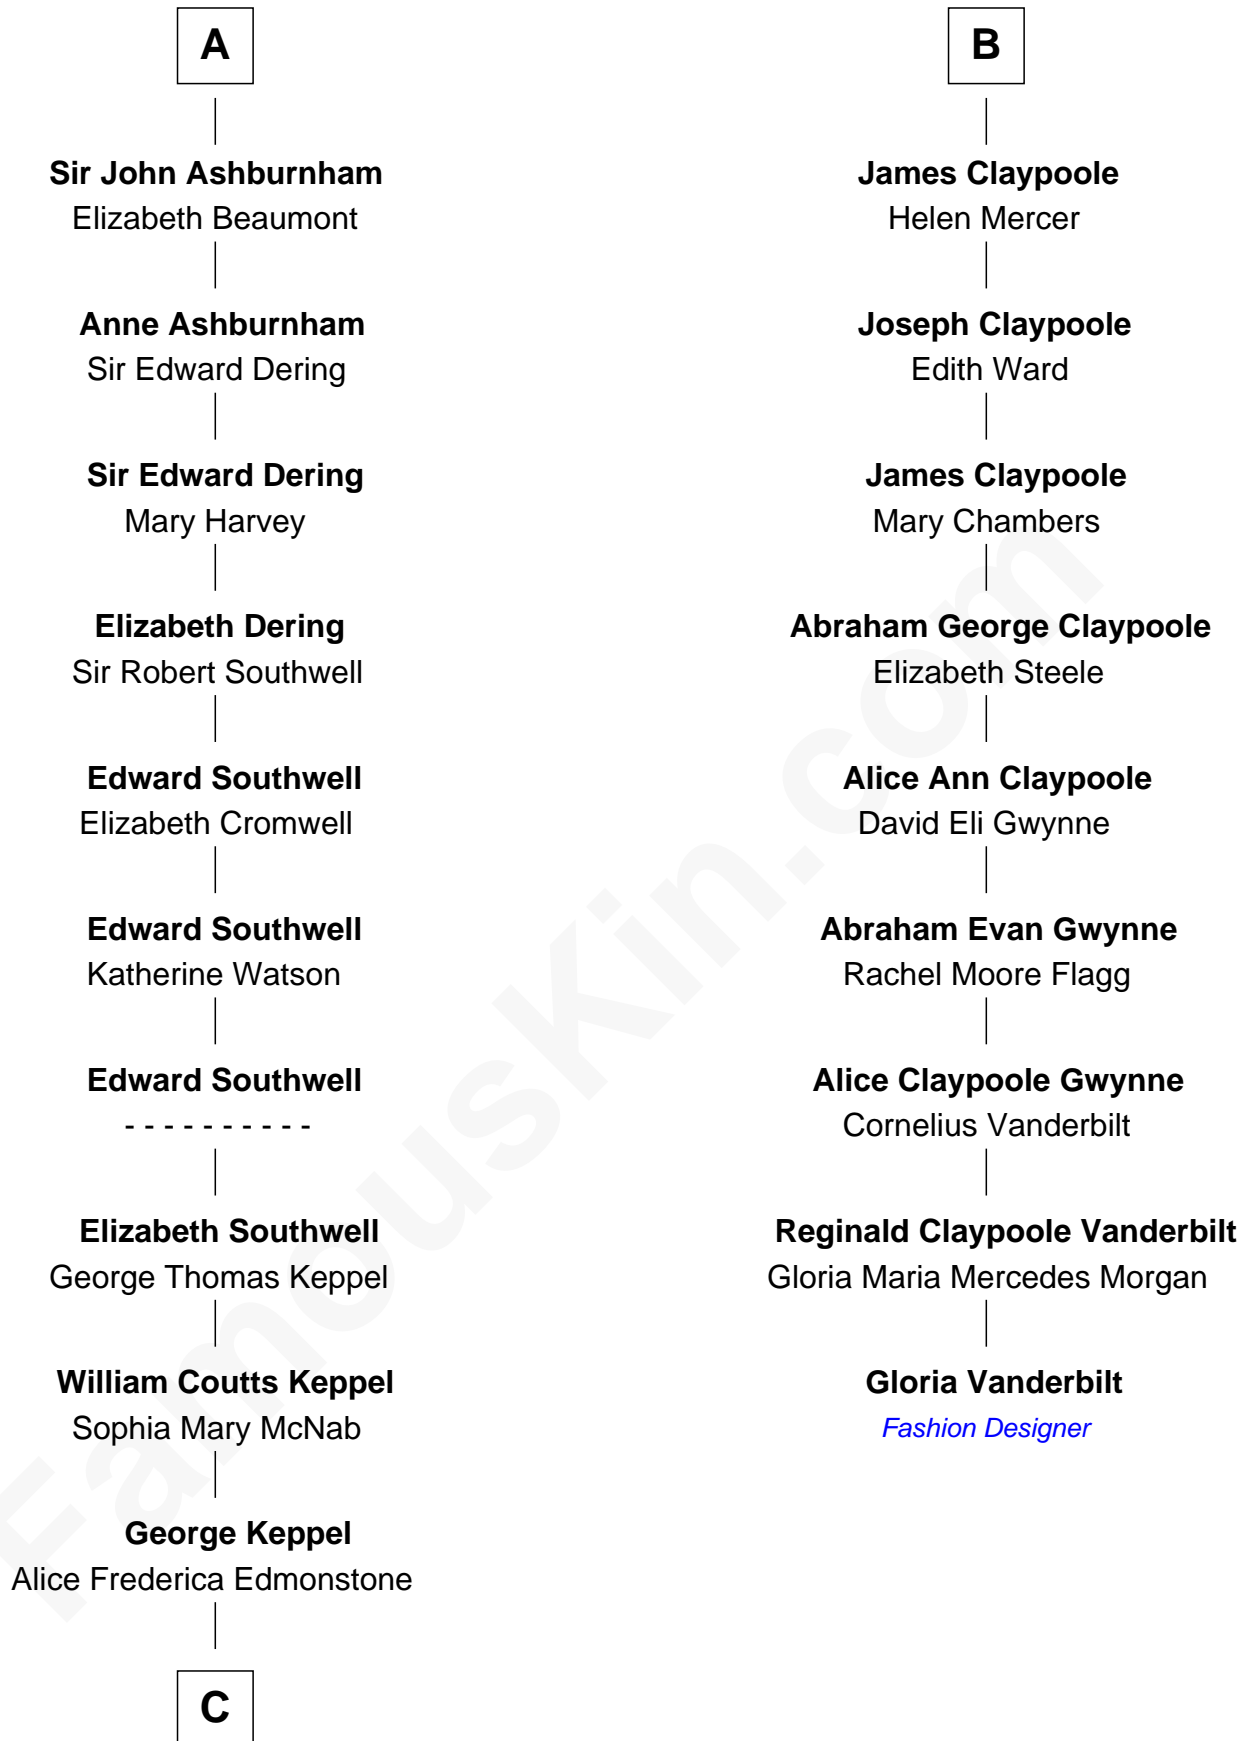 A
Sir John Ashburnham
Elizabeth Beaumont
Anne Ashburnham
Sir Edward Dering
Sir Edward Dering
Mary Harvey
Elizabeth Dering
Sir Robert Southwell
Edward Southwell
Elizabeth Cromwell
Edward Southwell
Katherine Watson
Edward Southwell
- - - - - - - - - -
Elizabeth Southwell
George Thomas Keppel
William Coutts Keppel
Sophia Mary McNab
George Keppel
Alice Frederica Edmonstone
C
B
James Claypoole
Helen Mercer
Joseph Claypoole
Edith Ward
James Claypoole
Mary Chambers
Abraham George Claypoole
Elizabeth Steele
Alice Ann Claypoole
David Eli Gwynne
Abraham Evan Gwynne
Rachel Moore Flagg
Alice Claypoole Gwynne
Cornelius Vanderbilt
Reginald Claypoole Vanderbilt
Gloria Maria Mercedes Morgan
Gloria Vanderbilt
Fashion Designer
FamousKin.com